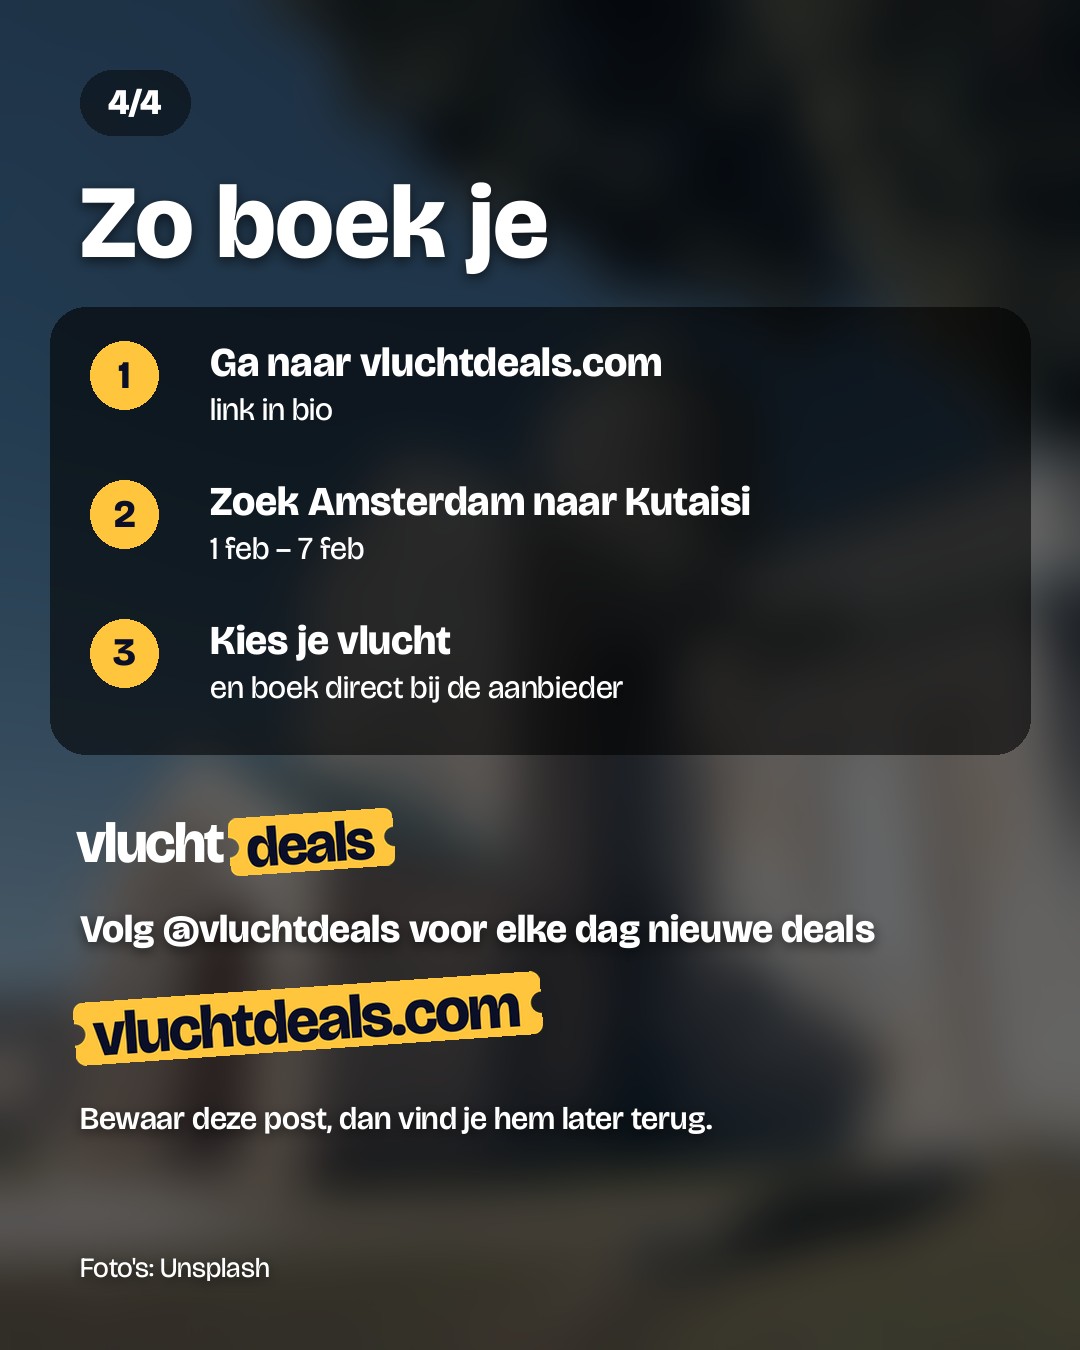 4/4
Zo boek je
1
Ga naar vluchtdeals.com
link in bio
2
Zoek Amsterdam naar Kutaisi
1 feb – 7 feb
3
Kies je vlucht
en boek direct bij de aanbieder
vlucht deals
Volg @vluchtdeals voor elke dag nieuwe deals
vluchtdeals.com
Bewaar deze post, dan vind je hem later terug.
Foto's: Unsplash